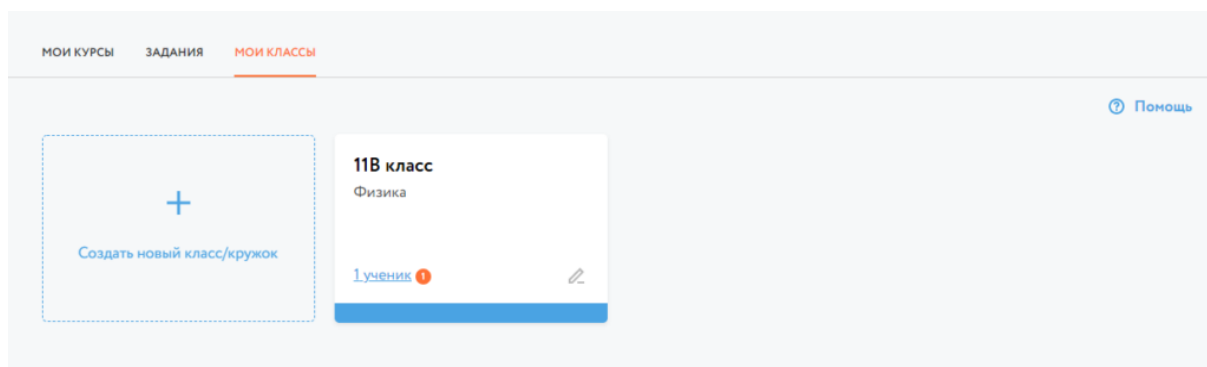 МОИ КУРСЫ ЗАДАНИЯ МОИ КЛАССЫ
Помощь
11В класс
Физика
Создать новый класс/кружок
1 ученик 1